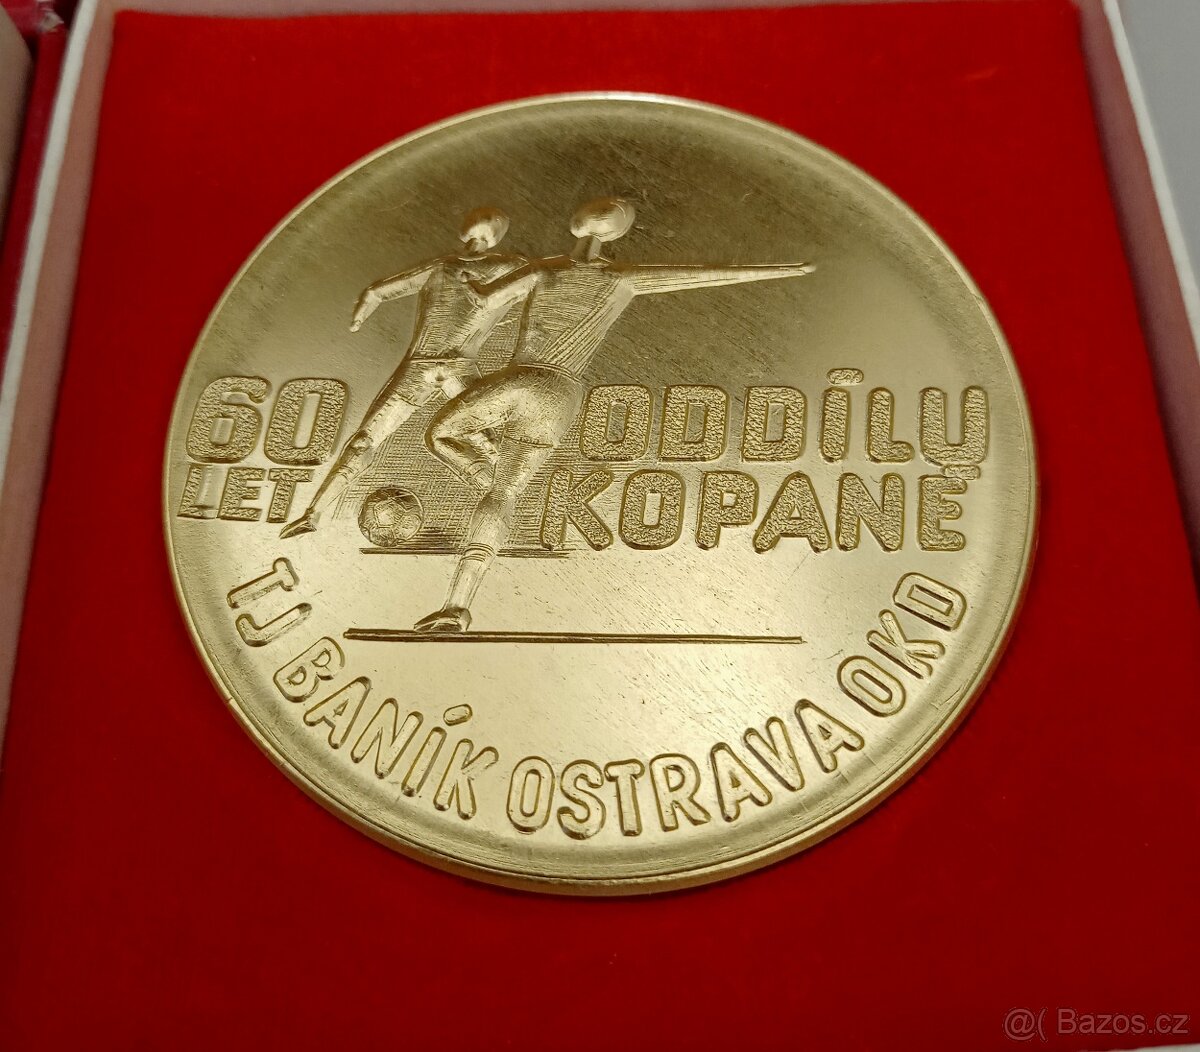 60 ODDÍLU
LET KOPANÉ
TJ BANÍK OSTRAVA OKD
@( Bazos.cz